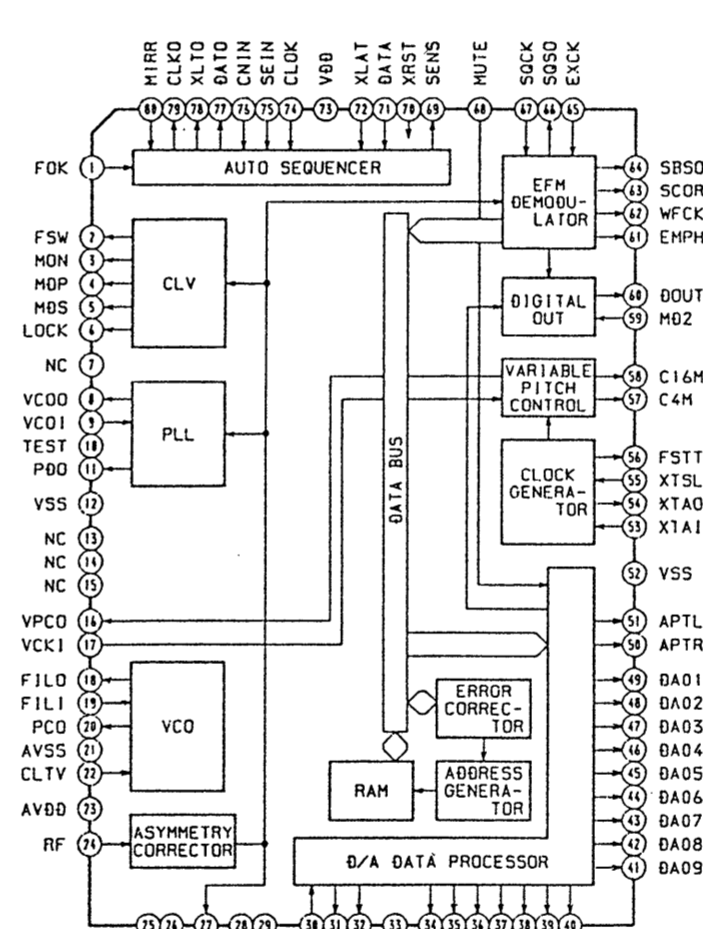 MIRR CLKO XLTO DATO CNIN SEIN CLOK VDD XLAT DATA XRST SENS MUTE SQCK SQSO EXCK
80 79 78 77 76 75 74 73 72 71 70 69 68 67 66 65
FOK 1
AUTO SEQUENCER
EFM
DEMODU-
LATOR
64 SBSO
63 SCOR
62 WFCK
61 EMPH
FSW 2
MON 3
MDP 4
MDS 5
LOCK 6
CLV
DIGITAL
OUT
60 DOUT
59 MD2
NC 7
VARIABLE
PITCH
CONTROL
58 C16M
57 C4M
VCOO 8
VCOI 9
TEST 10
PDO 11
PLL
DATA BUS
CLOCK
GENERA-
TOR
56 FSTT
55 XTSL
54 XTAO
53 XTAI
VSS 12
NC 13
NC 14
NC 15
52 VSS
VPCO 16
VCKI 17
51 APTL
50 APTR
FILO 18
FILI 19
PCO 20
AVSS 21
CLTV 22
VCO
ERROR
CORREC-
TOR
RAM
ADDRESS
GENERA-
TOR
49 DA01
48 DA02
47 DA03
46 DA04
45 DA05
44 DA06
43 DA07
42 DA08
41 DA09
AVDD 23
RF 24
ASYMMETRY
CORRECTOR
D/A DATA PROCESSOR
25 26 27 28 29 30 31 32 33 34 35 36 37 38 39 40